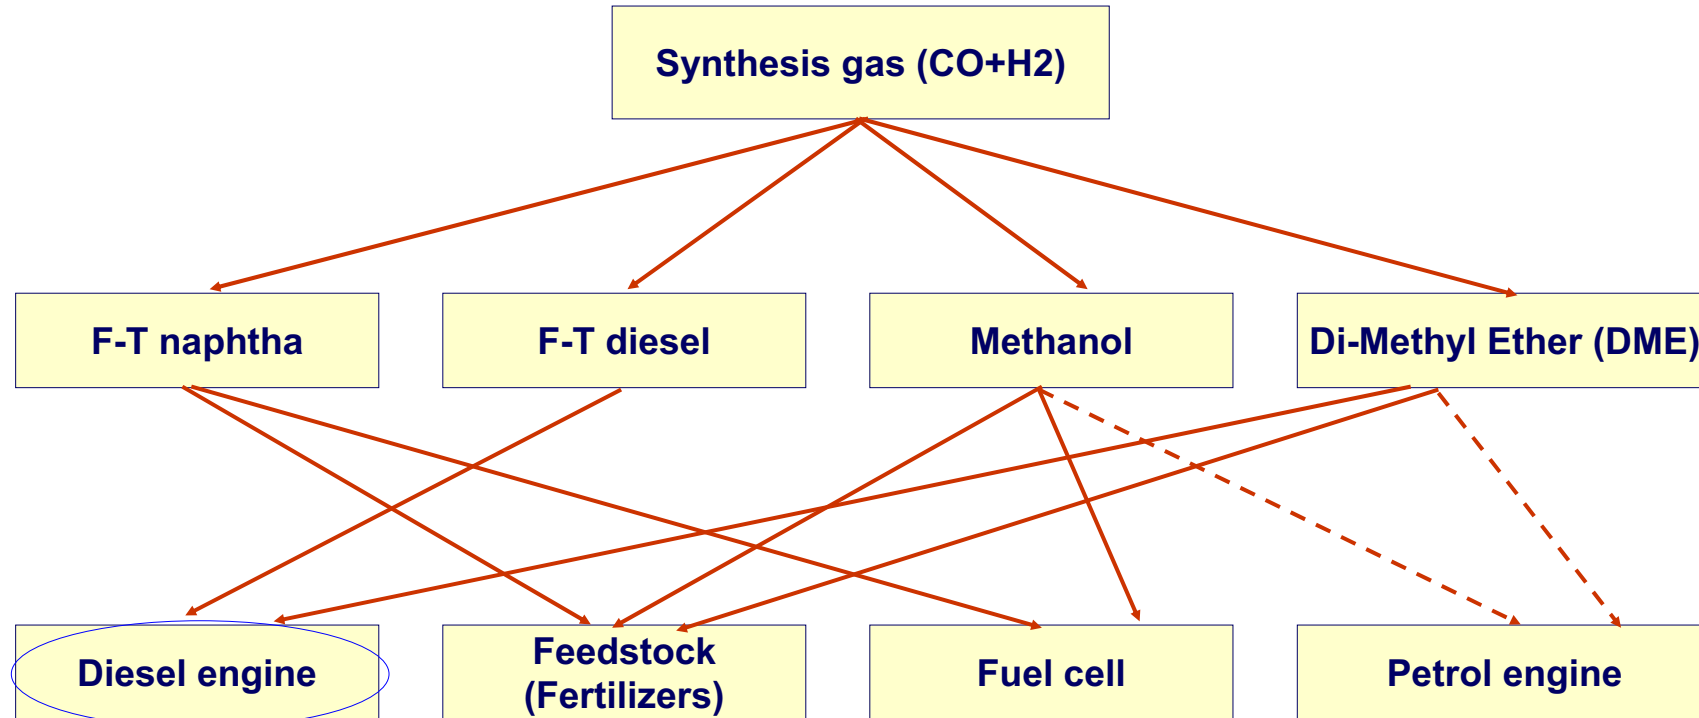 Synthesis gas (CO+H2)
F-T naphtha
F-T diesel
Methanol
Di-Methyl Ether (DME)
Diesel engine
Feedstock
(Fertilizers)
Fuel cell
Petrol engine